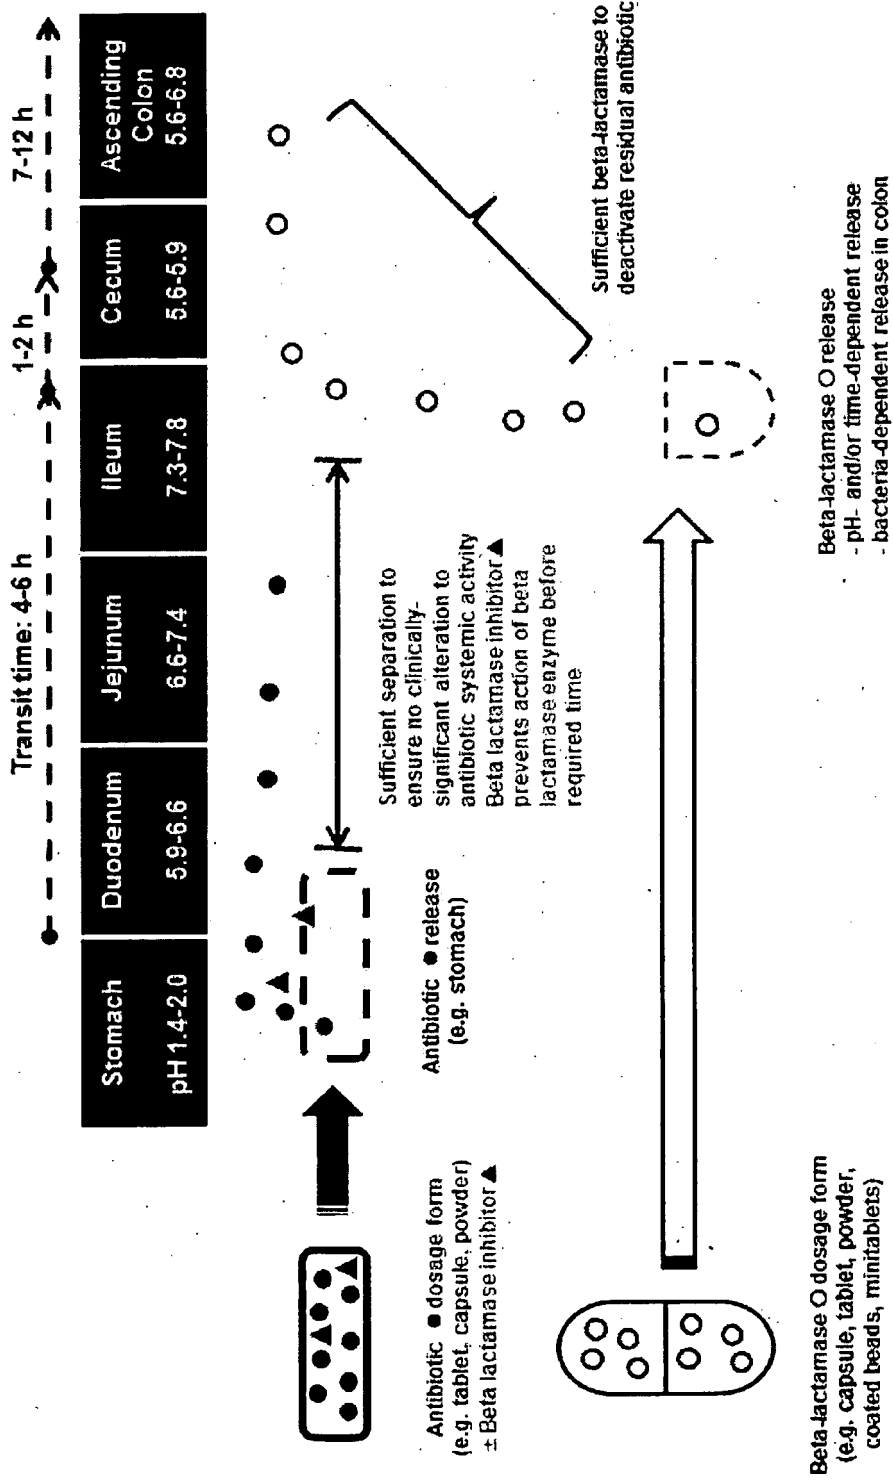 Transit time: 4-6 h
1-2 h
7-12 h
Stomach
pH 1.4-2.0
Duodenum
5.9-6.6
Jejunum
6.6-7.4
Ileum
7.3-7.8
Cecum
5.6-5.9
Ascending
Colon
5.6-6.8
Antibiotic ● dosage form
(e.g. tablet, capsule, powder)
± Beta lactamase inhibitor ▲
Antibiotic ● release
(e.g. stomach)
Sufficient separation to
ensure no clinically-
significant alteration to
antibiotic systemic activity
Beta lactamase inhibitor ▲
prevents action of beta
lactamase enzyme before
required time
Sufficient beta-lactamase to
deactivate residual antibiotic
Beta-lactamase O dosage form
(e.g. capsule, tablet, powder,
coated beads, minitablets)
Beta-lactamase O release
- pH- and/or time-dependent release
- bacteria-dependent release in colon